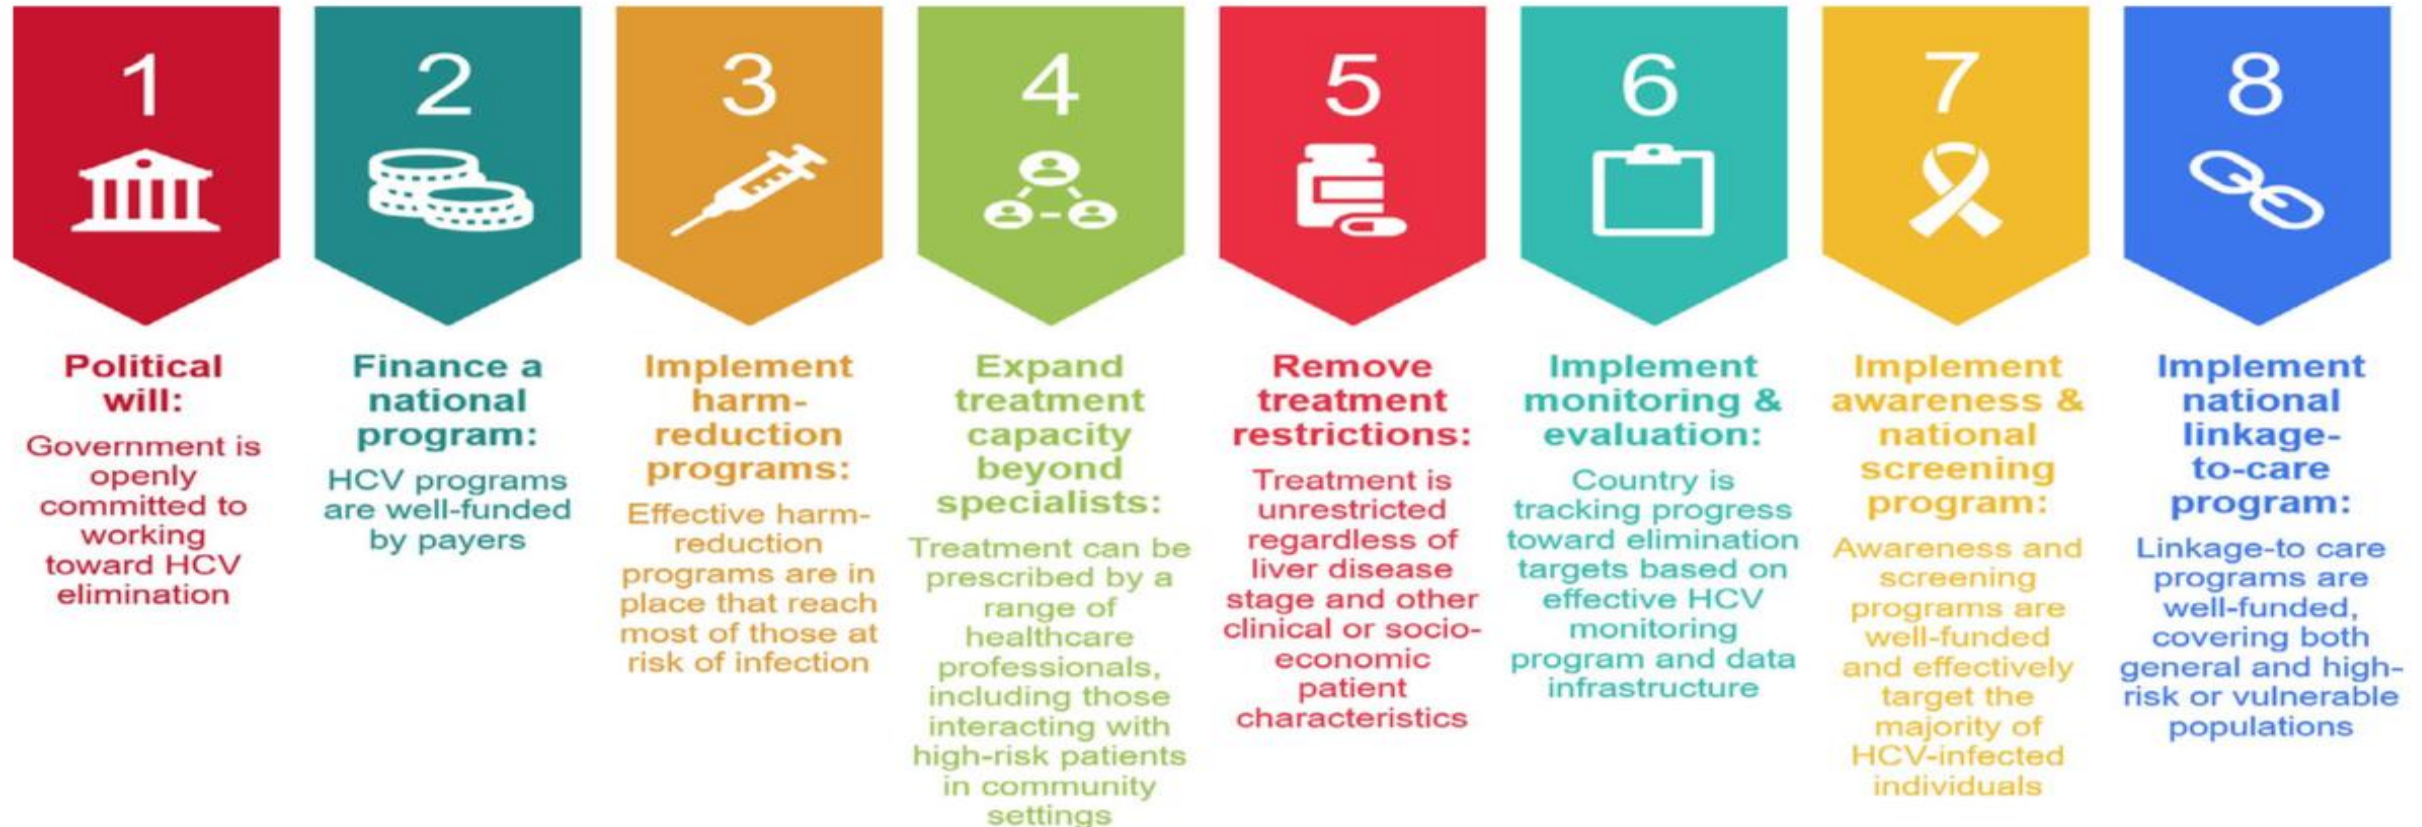 1
Political
will:
Government is
openly
committed to
working
toward HCV
elimination
2
Finance a
national
program:
HCV programs
are well-funded
by payers
3
Implement
harm-
reduction
programs:
Effective harm-
reduction
programs are in
place that reach
most of those at
risk of infection
4
Expand
treatment
capacity
beyond
specialists:
Treatment can be
prescribed by a
range of
healthcare
professionals,
including those
interacting with
high-risk patients
in community
settings
5
Remove
treatment
restrictions:
Treatment is
unrestricted
regardless of
liver disease
stage and other
clinical or socio-
economic
patient
characteristics
6
Implement
monitoring &
evaluation:
Country is
tracking progress
toward elimination
targets based on
effective HCV
monitoring
program and data
infrastructure
7
Implement
awareness &
national
screening
program:
Awareness and
screening
programs are
well-funded
and effectively
target the
majority of
HCV-infected
individuals
8
Implement
national
linkage-
to-care
program:
Linkage-to care
programs are
well-funded,
covering both
general and high-
risk or vulnerable
populations